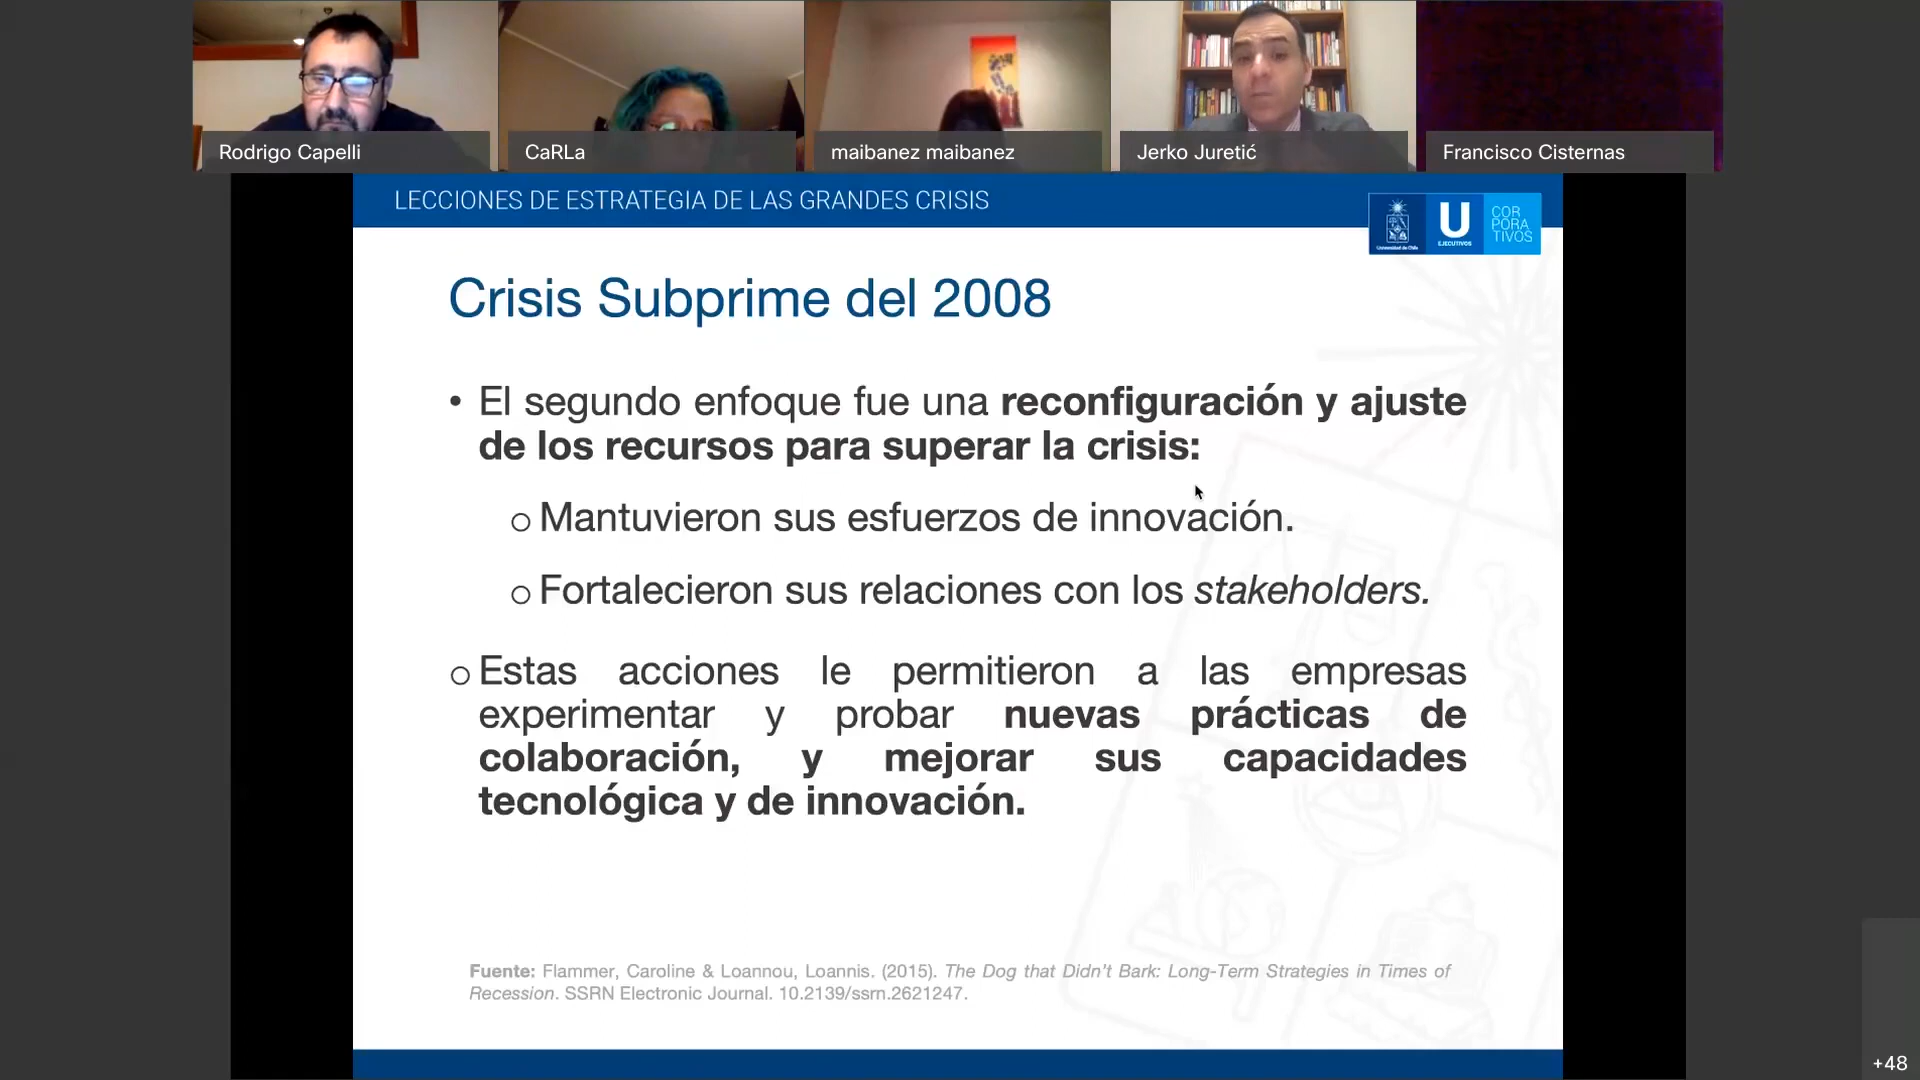 Rodrigo Capelli
CaRLa
maibanez maibanez
Jerko Juretić
Francisco Cisternas
LECCIONES DE ESTRATEGIA DE LAS GRANDES CRISIS
Universidad de Chile
U
EJECUTIVOS
COR
PORA
TIVOS
Crisis Subprime del 2008
• El segundo enfoque fue una reconfiguración y ajuste
de los recursos para superar la crisis:
o Mantuvieron sus esfuerzos de innovación.
o Fortalecieron sus relaciones con los stakeholders.
o Estas acciones le permitieron a las empresas
experimentar y probar nuevas prácticas de
colaboración, y mejorar sus capacidades
tecnológica y de innovación.
Fuente: Flammer, Caroline & Loannou, Loannis. (2015). The Dog that Didn't Bark: Long-Term Strategies in Times of
Recession. SSRN Electronic Journal. 10.2139/ssrn.2621247.
+48